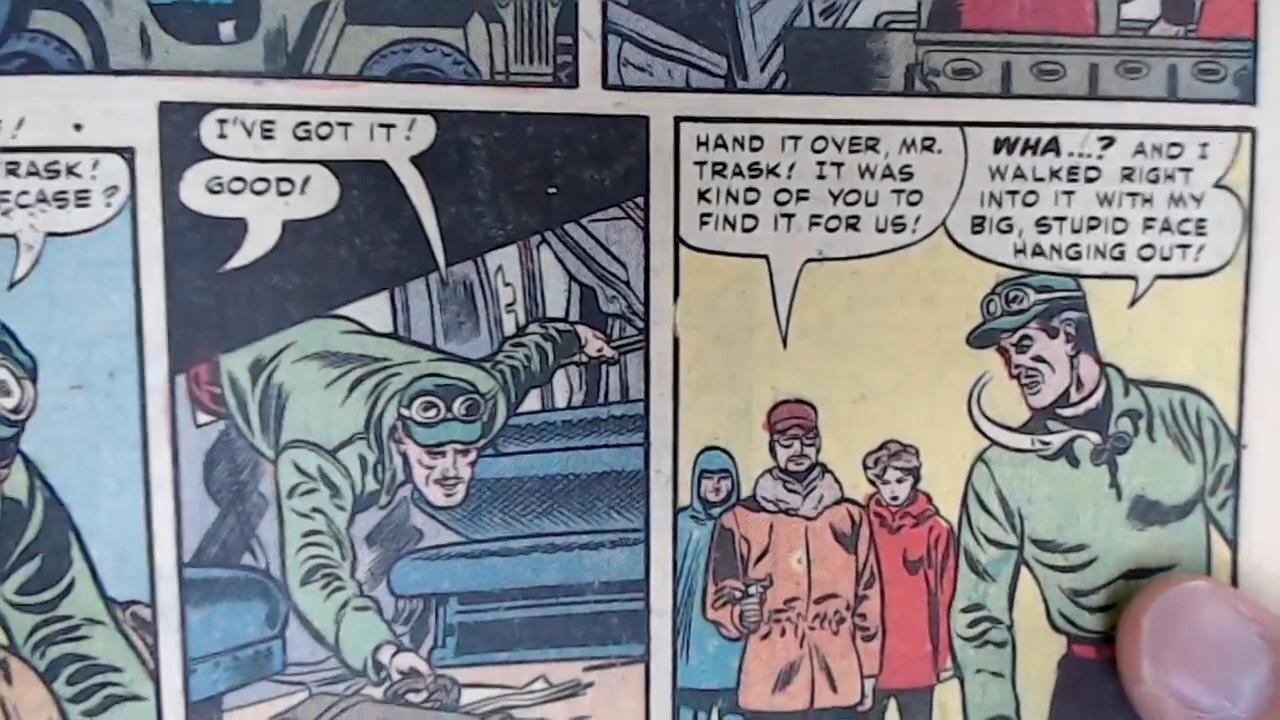 !
RASK!
FCASE?
I'VE GOT IT!
GOOD!
HAND IT OVER, MR.
TRASK! IT WAS
KIND OF YOU TO
FIND IT FOR US!
WHA...? AND I
WALKED RIGHT
INTO IT WITH MY
BIG, STUPID FACE
HANGING OUT!